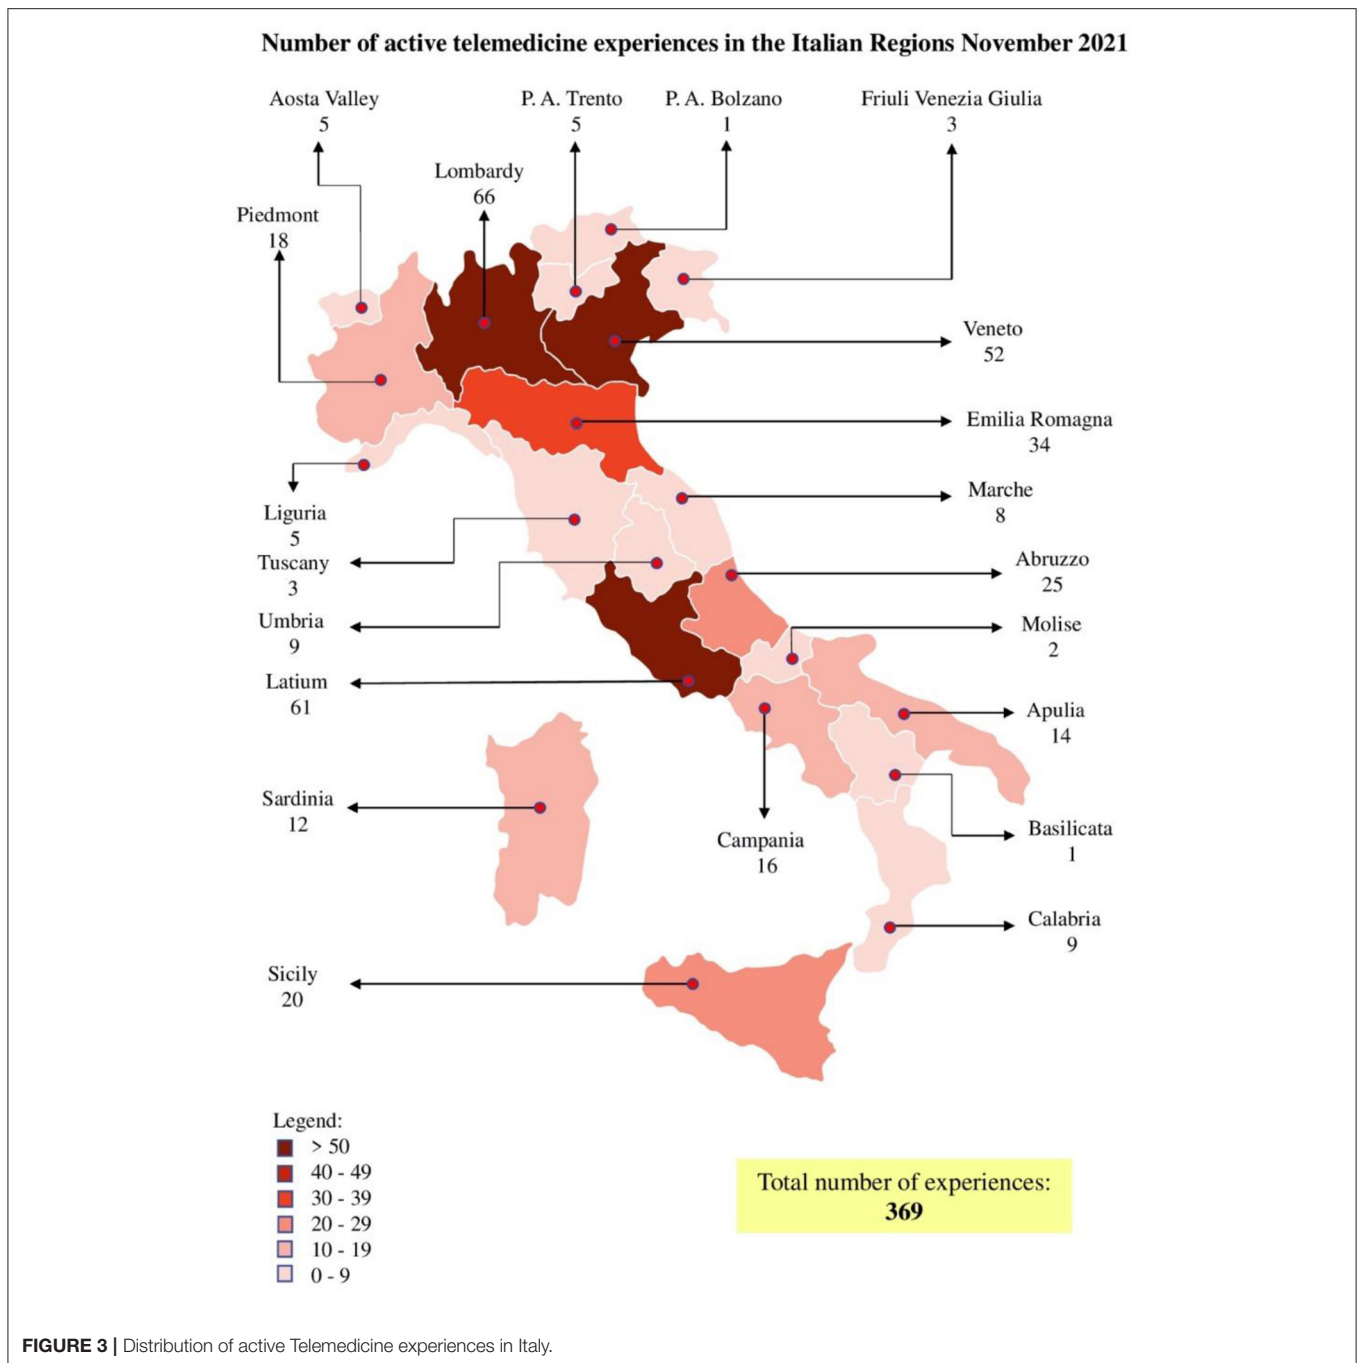 Number of active telemedicine experiences in the Italian Regions November 2021
Aosta Valley
5
P. A. Trento
5
P. A. Bolzano
1
Friuli Venezia Giulia
3
Lombardy
66
Piedmont
18
Veneto
52
Emilia Romagna
34
Marche
8
Liguria
5
Tuscany
3
Abruzzo
25
Umbria
9
Molise
2
Latium
61
Apulia
14
Sardinia
12
Campania
16
Basilicata
1
Calabria
9
Sicily
20
Legend:
> 50
40 - 49
30 - 39
20 - 29
10 - 19
0 - 9
Total number of experiences:
369
FIGURE 3 | Distribution of active Telemedicine experiences in Italy.